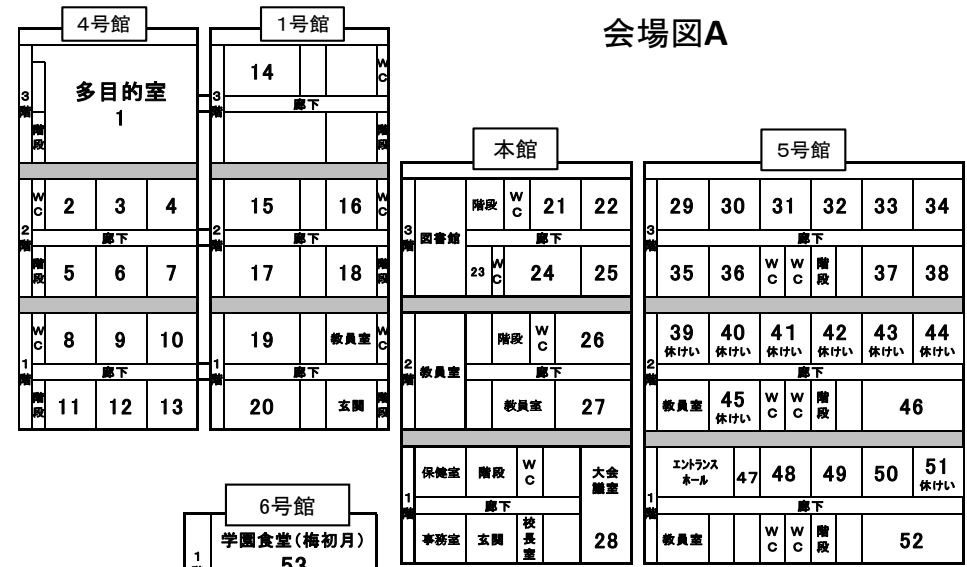 会場図A
4号館
1号館
多目的室
1
3階
階段
14
WC
3階
廊下
階段
WC
2
3
4
2階
廊下
階段
5
6
7
15
16
WC
2階
廊下
17
18
階段
WC
8
9
10
1階
廊下
階段
11
12
13
19
教員室
WC
1階
廊下
20
玄関
階段
本館
階段
WC
21
22
3階
図書館
廊下
23
WC
24
25
階段
WC
26
2階
教員室
廊下
教員室
27
保健室
階段
WC
大会議室
1階
廊下
事務室
玄関
校長室
28
5号館
29
30
31
32
33
34
3階
廊下
35
36
WC
WC
階段
37
38
39
休けい
40
休けい
41
休けい
42
休けい
43
休けい
44
休けい
2階
廊下
教員室
45
休けい
WC
WC
階段
46
エントランス
ホール
47
48
49
50
51
休けい
1階
廊下
教員室
WC
WC
階段
52
6号館
学園食堂(梅初月)
1
53